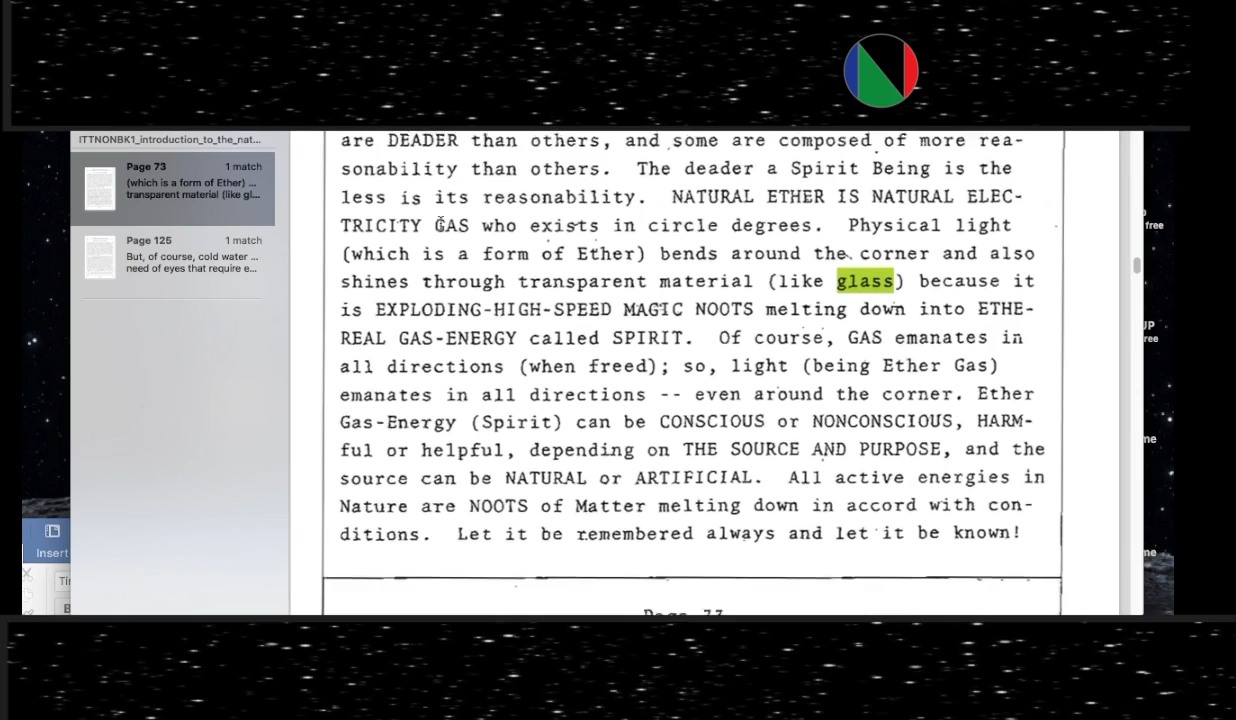 ITTNONBK1_introduction_to_the_nat...
Page 73 1 match
(which is a form of Ether) ...
transparent material (like gl...
Page 125 1 match
But, of course, cold water ...
need of eyes that require e...
are DEADER than others, and some are composed of more rea-
sonability than others. The deader a Spirit Being is the
less is its reasonability. NATURAL ETHER IS NATURAL ELEC-
TRICITY GAS who exists in circle degrees. Physical light
(which is a form of Ether) bends around the corner and also
shines through transparent material (like glass) because it
is EXPLODING-HIGH-SPEED MAGIC NOOTS melting down into ETHE-
REAL GAS-ENERGY called SPIRIT. Of course, GAS emanates in
all directions (when freed); so, light (being Ether Gas)
emanates in all directions -- even around the corner. Ether
Gas-Energy (Spirit) can be CONSCIOUS or NONCONSCIOUS, HARM-
ful or helpful, depending on THE SOURCE AND PURPOSE, and the
source can be NATURAL or ARTIFICIAL. All active energies in
Nature are NOOTS of Matter melting down in accord with con-
ditions. Let it be remembered always and let it be known!
Page 73
Insert
free